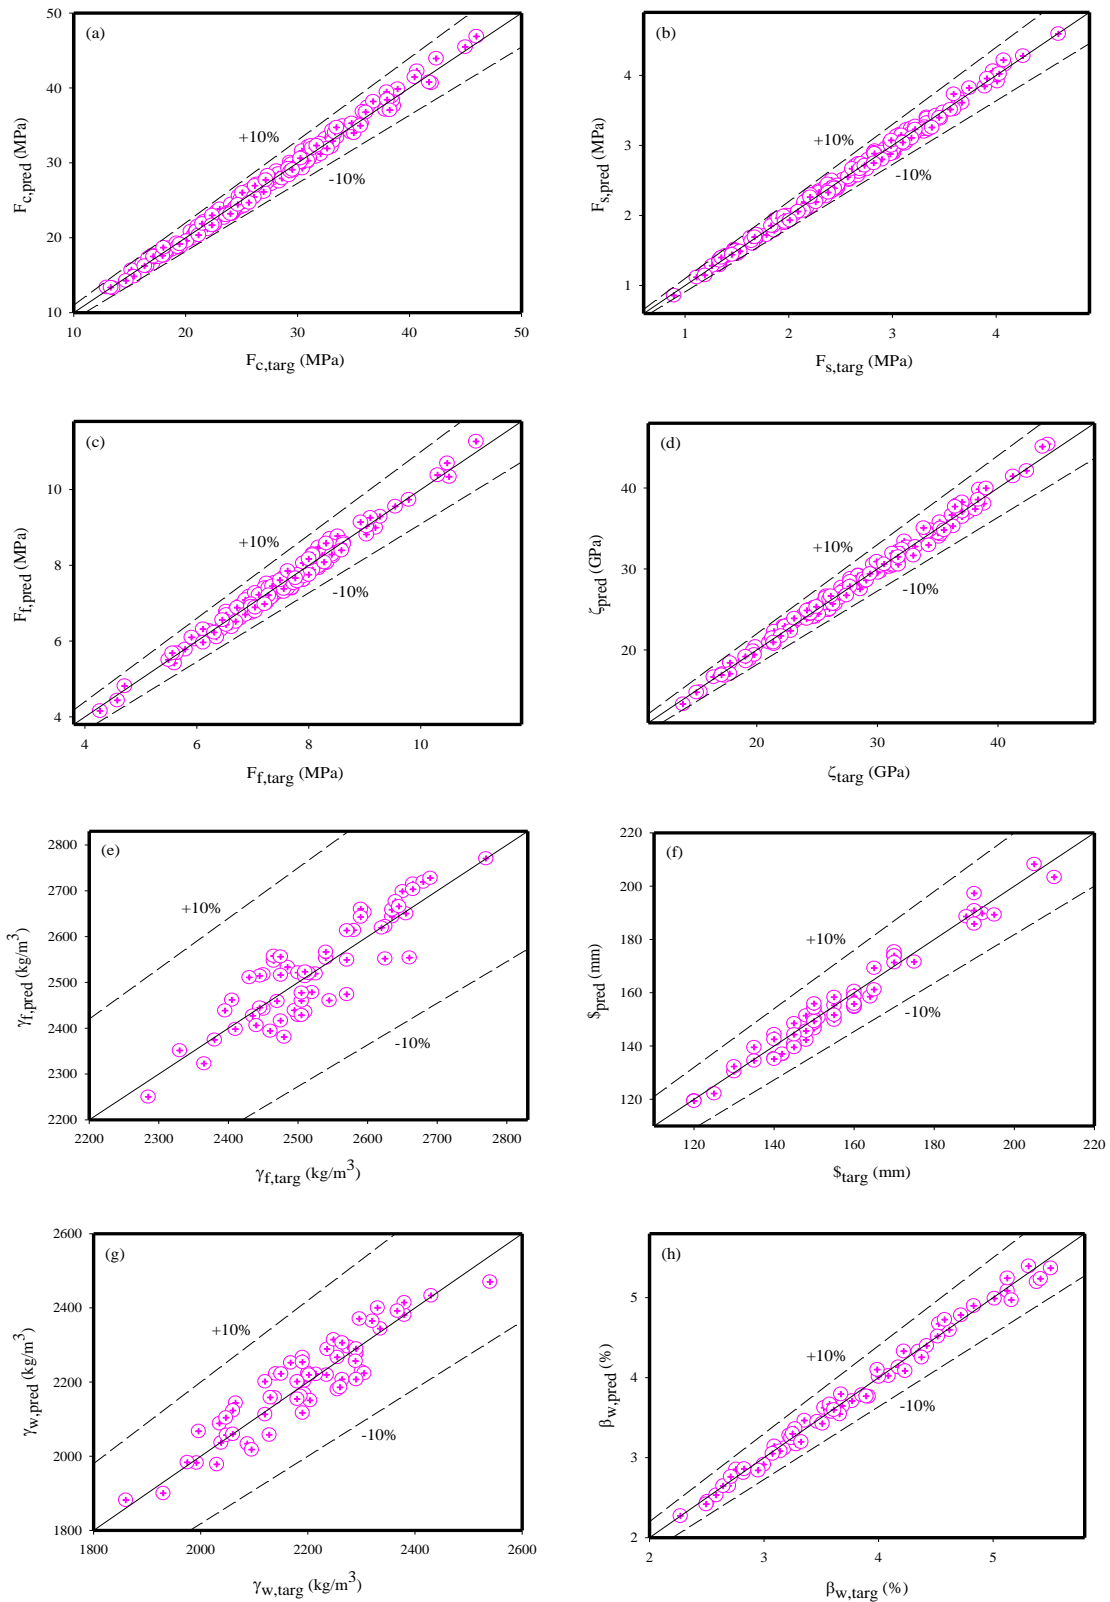 (a)
50
40
30
20
10
F_c,pred (MPa)
+10%
-10%
10 20 30 40 50
F_c,targ (MPa)
(b)
4
3
2
1
F_s,pred (MPa)
+10%
-10%
1 2 3 4
F_s,targ (MPa)
(c)
10
8
6
4
F_f,pred (MPa)
+10%
-10%
4 6 8 10
F_f,targ (MPa)
(d)
40
30
20
ζ_pred (GPa)
+10%
-10%
20 30 40
ζ_targ (GPa)
(e)
2800
2700
2600
2500
2400
2300
2200
γ_f,pred (kg/m³)
+10%
-10%
2200 2300 2400 2500 2600 2700 2800
γ_f,targ (kg/m³)
(f)
220
200
180
160
140
120
$_pred (mm)
+10%
-10%
120 140 160 180 200 220
$_targ (mm)
(g)
2600
2400
2200
2000
1800
γ_w,pred (kg/m³)
+10%
-10%
1800 2000 2200 2400 2600
γ_w,targ (kg/m³)
(h)
5
4
3
2
β_w,pred (%)
+10%
-10%
2 3 4 5
β_w,targ (%)